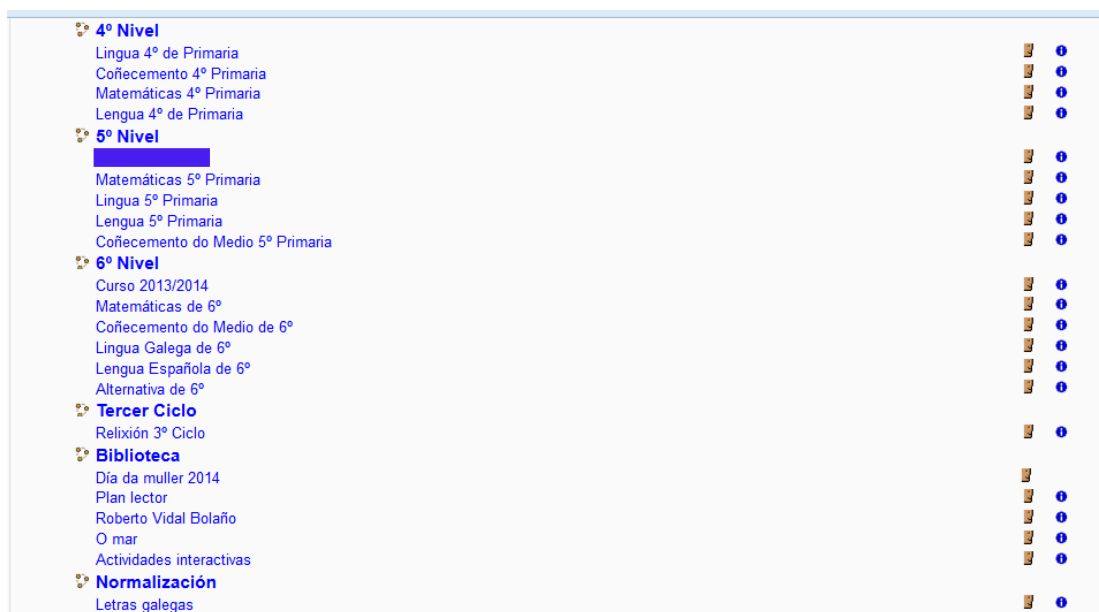 4º Nivel
Lingua 4º de Primaria
Coñecemento 4º Primaria
Matemáticas 4º Primaria
Lengua 4º de Primaria
5º Nivel
Matemáticas 5º Primaria
Lingua 5º Primaria
Lengua 5º Primaria
Coñecemento do Medio 5º Primaria
6º Nivel
Curso 2013/2014
Matemáticas de 6º
Coñecemento do Medio de 6º
Lingua Galega de 6º
Lengua Española de 6º
Alternativa de 6º
Tercer Ciclo
Relixión 3º Ciclo
Biblioteca
Día da muller 2014
Plan lector
Roberto Vidal Bolaño
O mar
Actividades interactivas
Normalización
Letras galegas